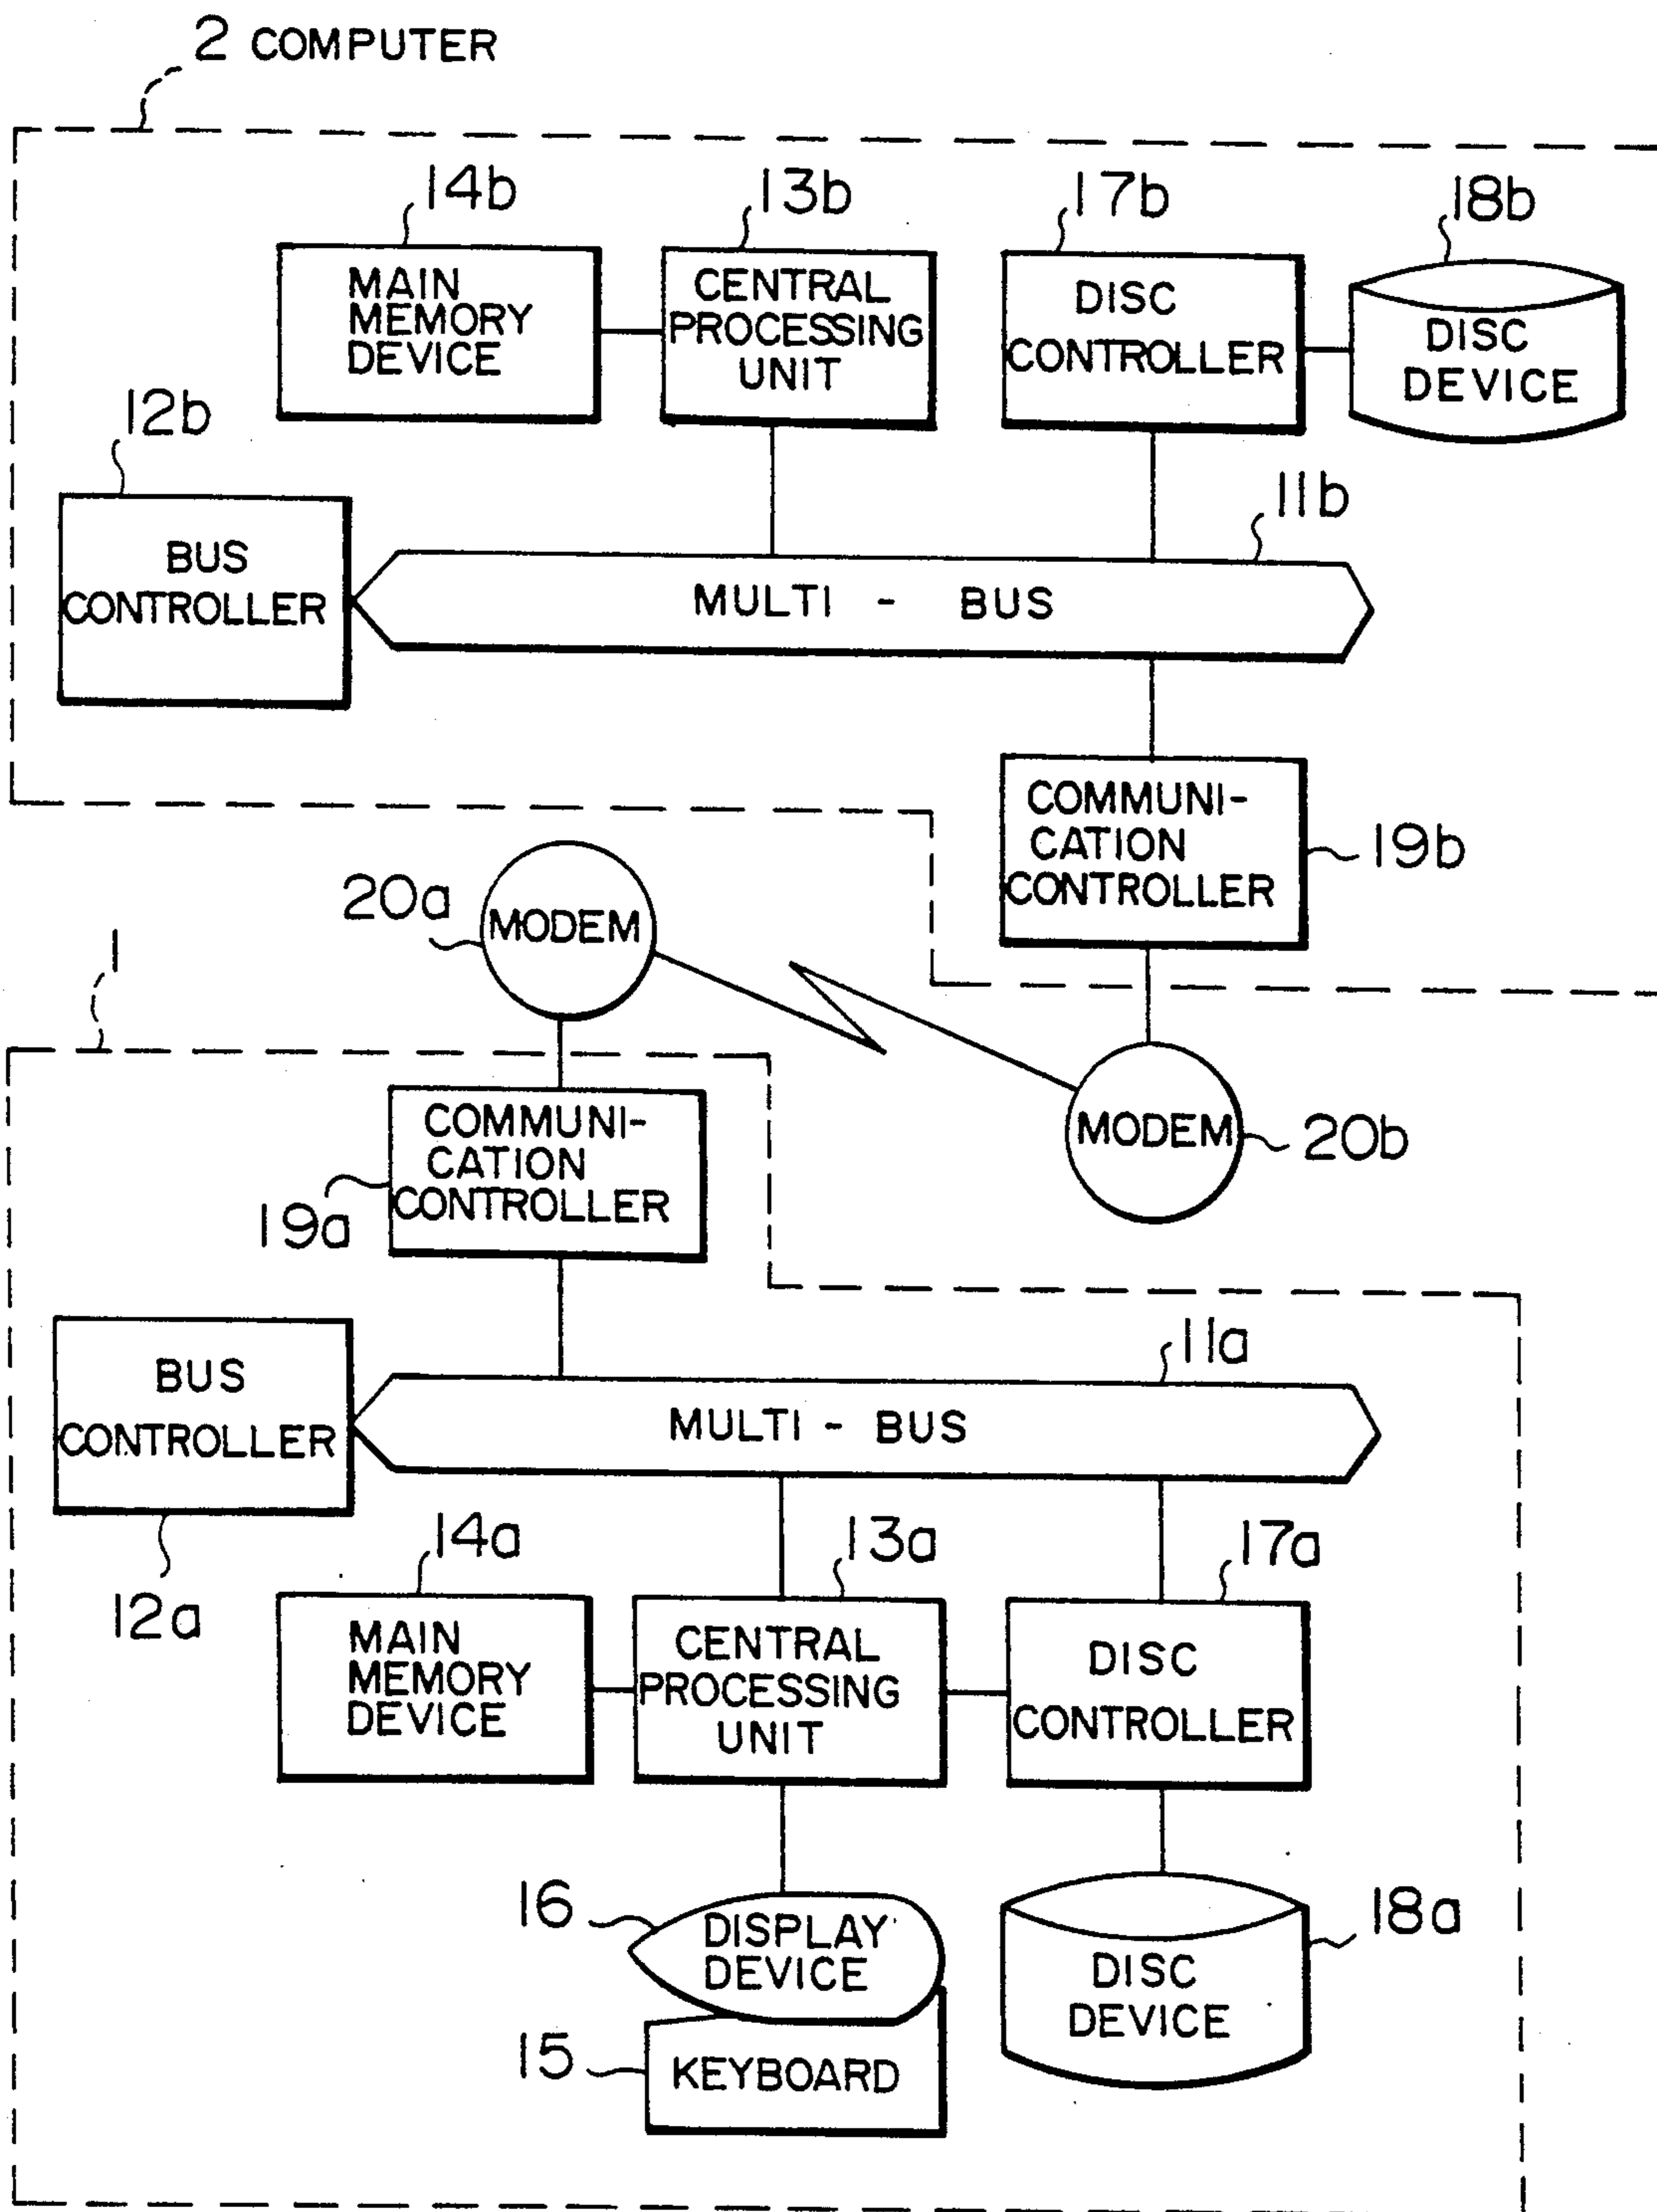 2 COMPUTER
14b
13b
17b
18b
MAIN
MEMORY
DEVICE
CENTRAL
PROCESSING
UNIT
DISC
CONTROLLER
DISC
DEVICE
12b
11b
BUS
CONTROLLER
MULTI - BUS
COMMUNI-
CATION
CONTROLLER
19b
20a
MODEM
1
COMMUNI-
CATION
CONTROLLER
19a
MODEM
20b
11a
BUS
CONTROLLER
MULTI - BUS
12a
14a
13a
17a
MAIN
MEMORY
DEVICE
CENTRAL
PROCESSING
UNIT
DISC
CONTROLLER
16
DISPLAY
DEVICE
18a
DISC
DEVICE
15
KEYBOARD